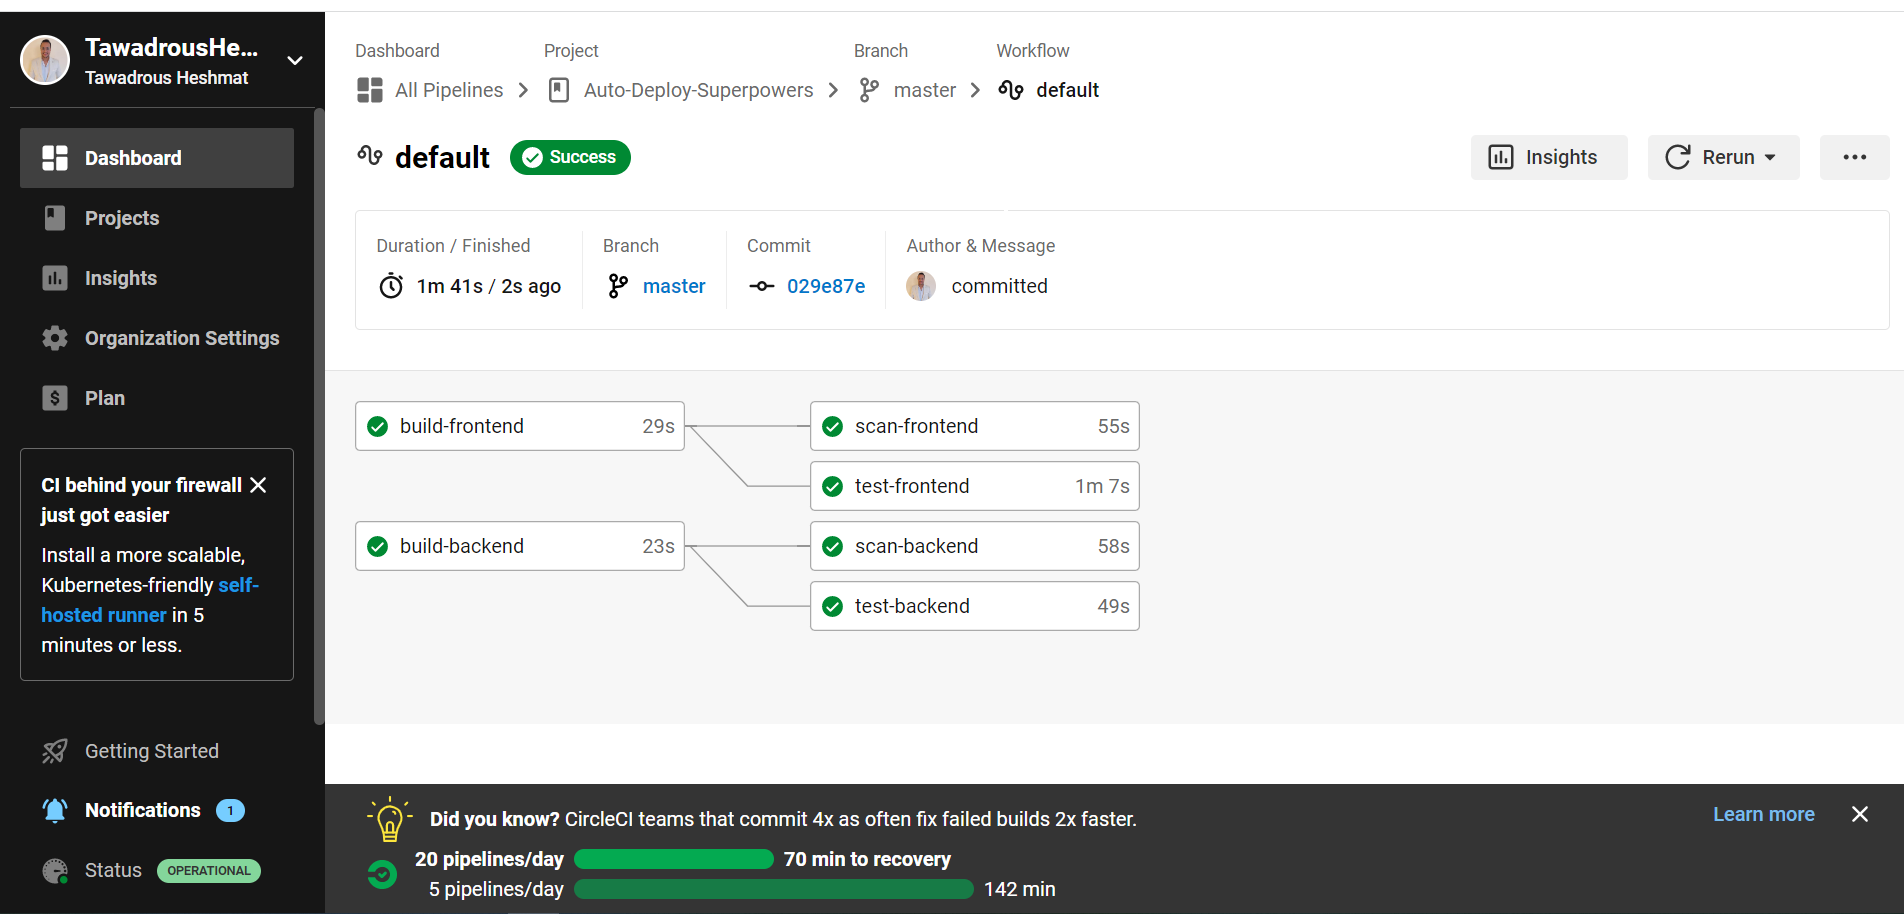 TawadrousHe...
Tawadrous Heshmat
Dashboard
Projects
Insights
Organization Settings
Plan
CI behind your firewall
just got easier
Install a more scalable,
Kubernetes-friendly self-
hosted runner in 5
minutes or less.
Getting Started
Notifications 1
Status OPERATIONAL
Dashboard Project Branch Workflow
All Pipelines Auto-Deploy-Superpowers master default
default Success Insights Rerun
Duration / Finished Branch Commit Author & Message
1m 41s / 2s ago master 029e87e committed
build-frontend 29s scan-frontend 55s
test-frontend 1m 7s
build-backend 23s scan-backend 58s
test-backend 49s
Did you know? CircleCI teams that commit 4x as often fix failed builds 2x faster. Learn more
20 pipelines/day 70 min to recovery
5 pipelines/day 142 min